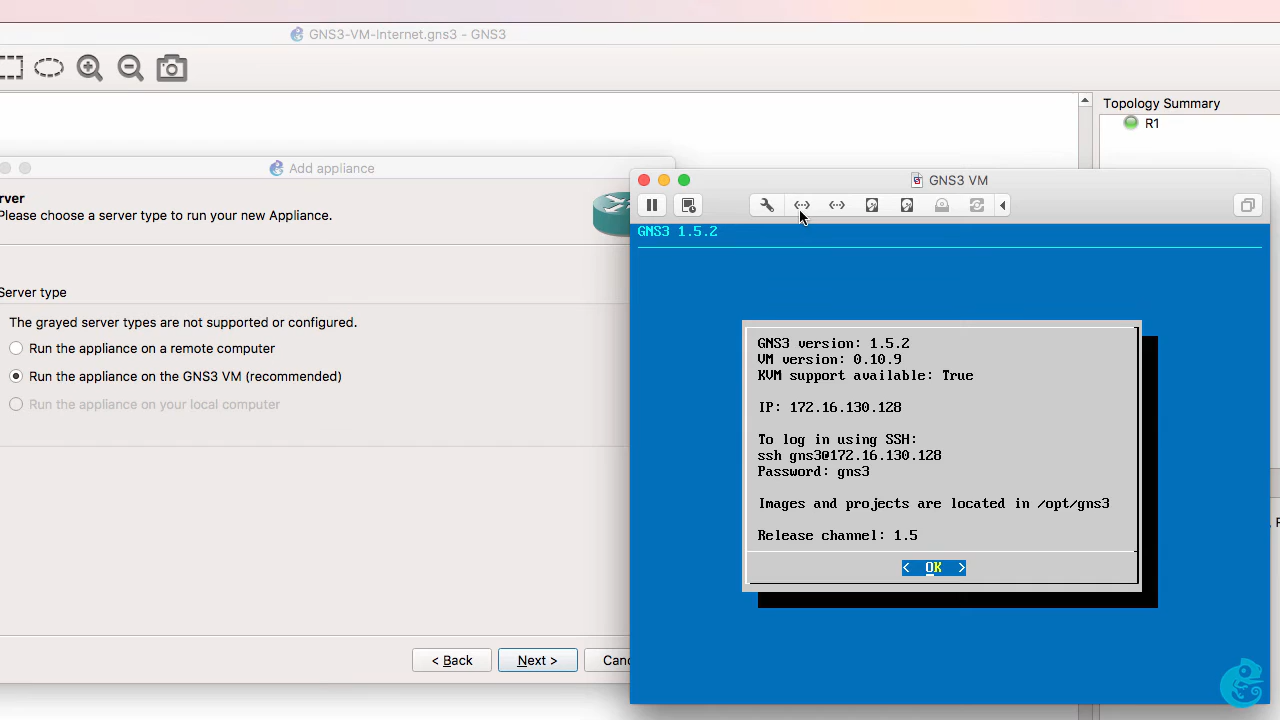 GNS3-VM-Internet.gns3 - GNS3
Topology Summary
R1
Add appliance
rver
Please choose a server type to run your new Appliance.
Server type
The grayed server types are not supported or configured.
Run the appliance on a remote computer
Run the appliance on the GNS3 VM (recommended)
Run the appliance on your local computer
< Back
Next >
Canc
GNS3 VM
GNS3 1.5.2
GNS3 version: 1.5.2
VM version: 0.10.9
KVM support available: True
IP: 172.16.130.128
To log in using SSH:
ssh gns3@172.16.130.128
Password: gns3
Images and projects are located in /opt/gns3
Release channel: 1.5
< OK >